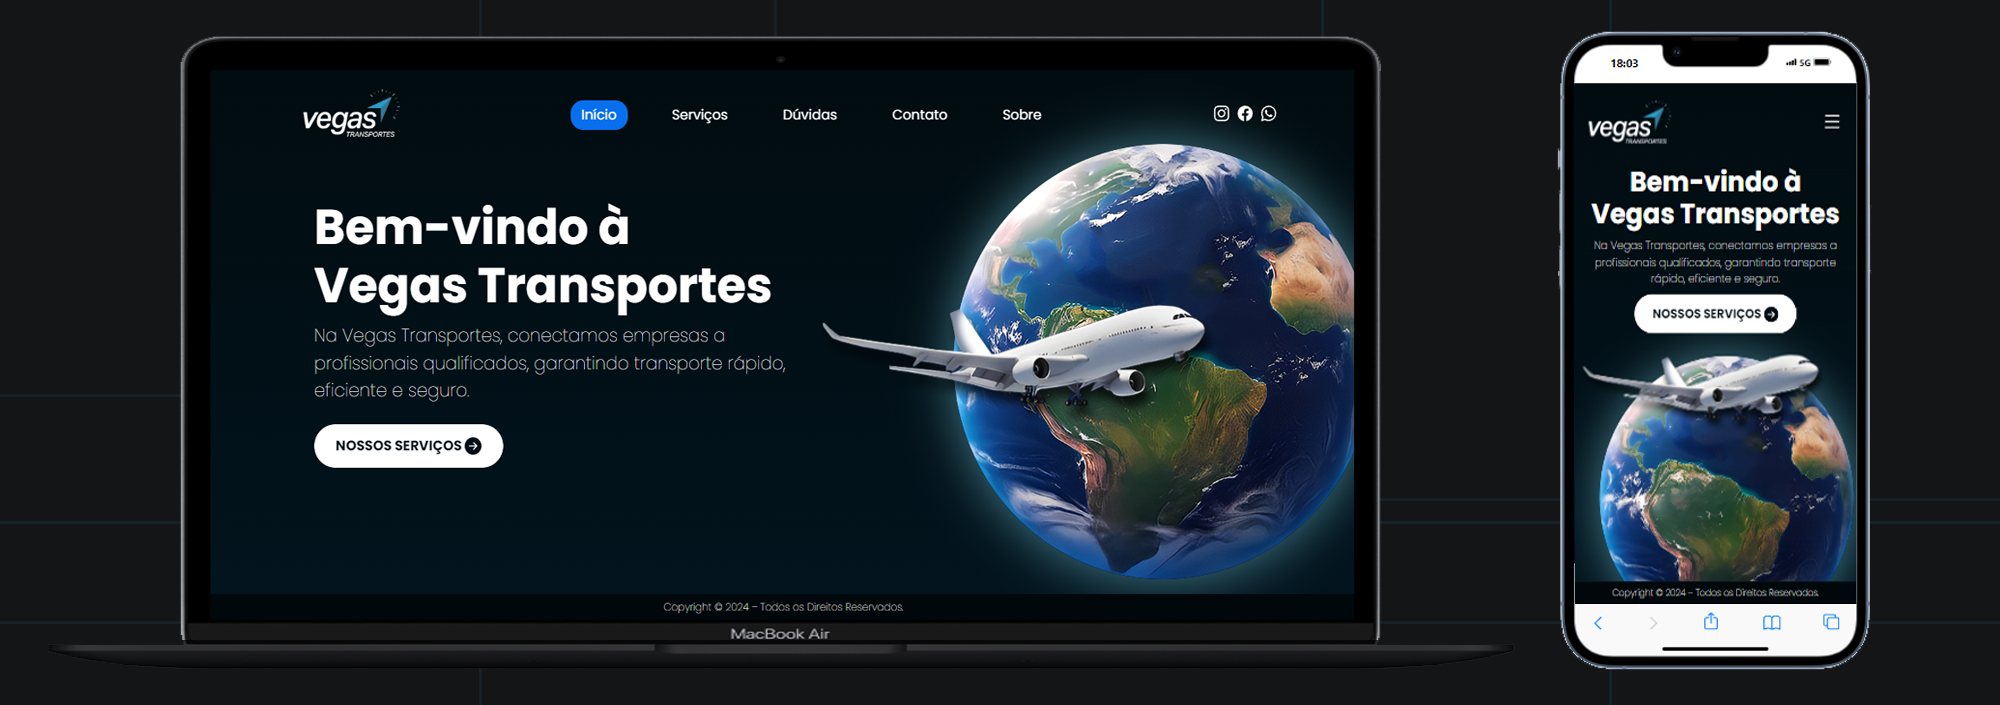 vegas
TRANSPORTES
Início
Serviços
Dúvidas
Contato
Sobre
Bem-vindo à
Vegas Transportes
Na Vegas Transportes, conectamos empresas a
profissionais qualificados, garantindo transporte rápido,
eficiente e seguro.
NOSSOS SERVIÇOS
Copyright © 2024 – Todos os Direitos Reservados.
MacBook Air
18:03
5G
vegas
TRANSPORTES
Bem-vindo à
Vegas Transportes
Na Vegas Transportes, conectamos empresas a
profissionais qualificados, garantindo transporte
rápido, eficiente e seguro.
NOSSOS SERVIÇOS
Copyright © 2024 – Todos os Direitos Reservados.